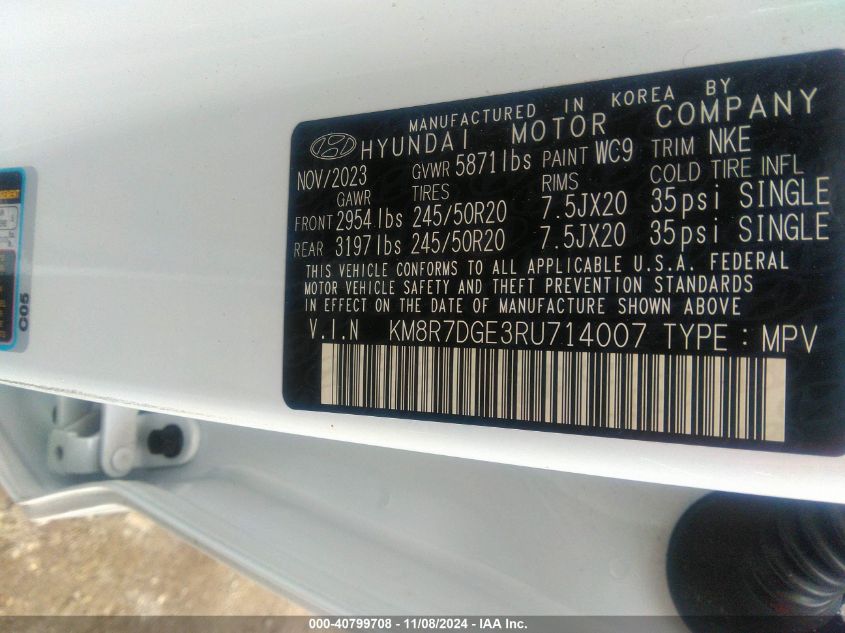 MANUFACTURED IN KOREA BY
HYUNDAI MOTOR COMPANY
NOV/2023 GVWR 5871lbs PAINT WC9 TRIM NKE
GAWR TIRES RIMS COLD TIRE INFL
FRONT 2954lbs 245/50R20 7.5JX20 35psi SINGLE
REAR 3197lbs 245/50R20 7.5JX20 35psi SINGLE
THIS VEHICLE CONFORMS TO ALL APPLICABLE U.S.A. FEDERAL
MOTOR VEHICLE SAFETY AND THEFT PREVENTION STANDARDS
IN EFFECT ON THE DATE OF MANUFACTURE SHOWN ABOVE
V.I.N KM8R7DGE3RU714007 TYPE : MPV
C05
000-40799708 - 11/08/2024 - IAA Inc.